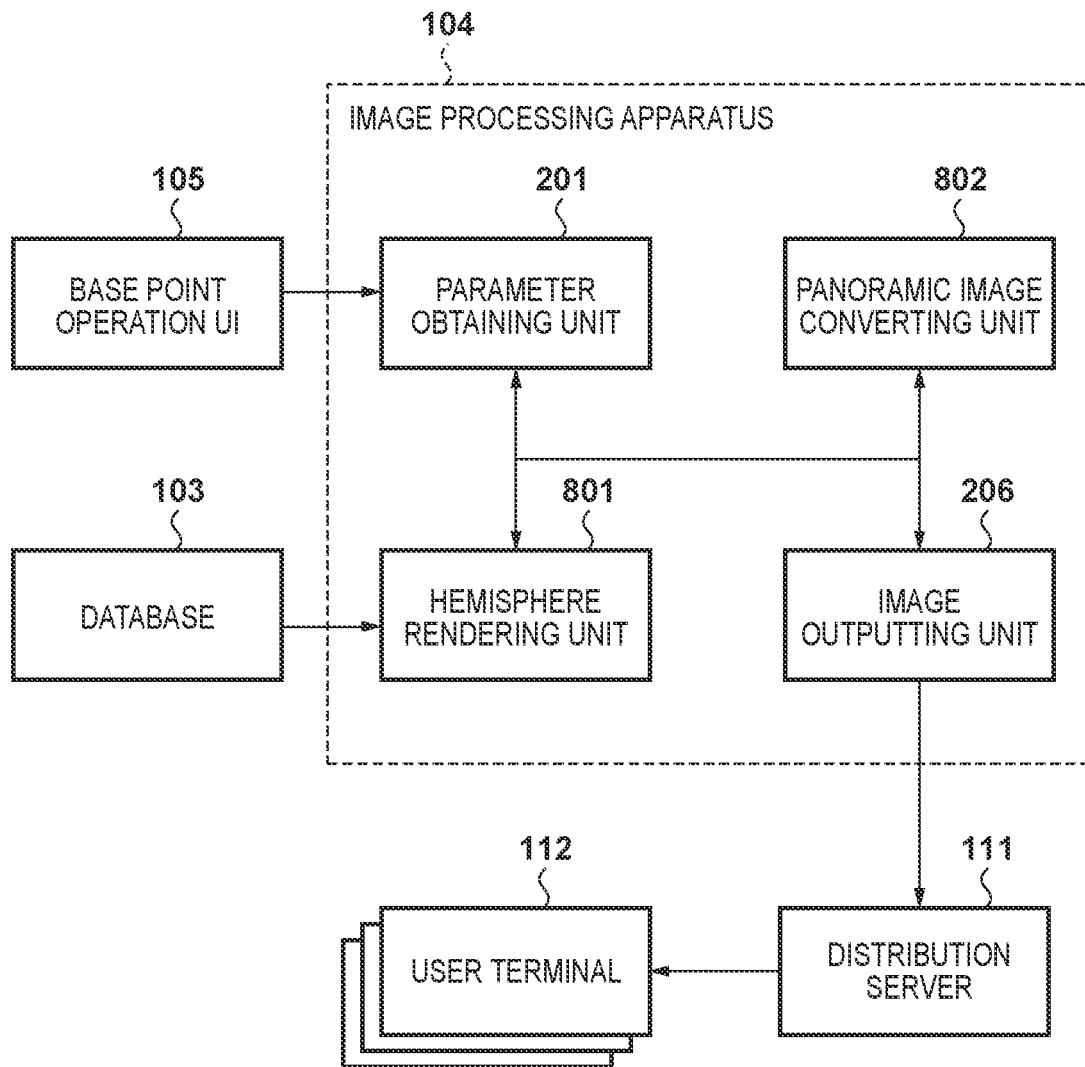 104
IMAGE PROCESSING APPARATUS
105
201
802
BASE POINT
OPERATION UI
PARAMETER
OBTAINING UNIT
PANORAMIC IMAGE
CONVERTING UNIT
103
801
206
DATABASE
HEMISPHERE
RENDERING UNIT
IMAGE
OUTPUTTING UNIT
112
111
USER TERMINAL
DISTRIBUTION
SERVER